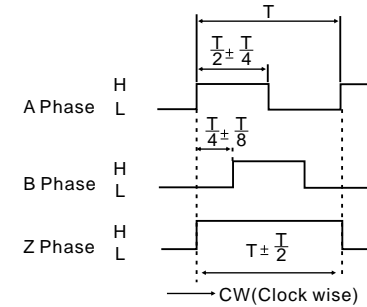 T
T/2 ± T/4
H
A Phase L
T/4 ± T/8
H
B Phase L
H
Z Phase L
T ± T/2
CW(Clock wise)